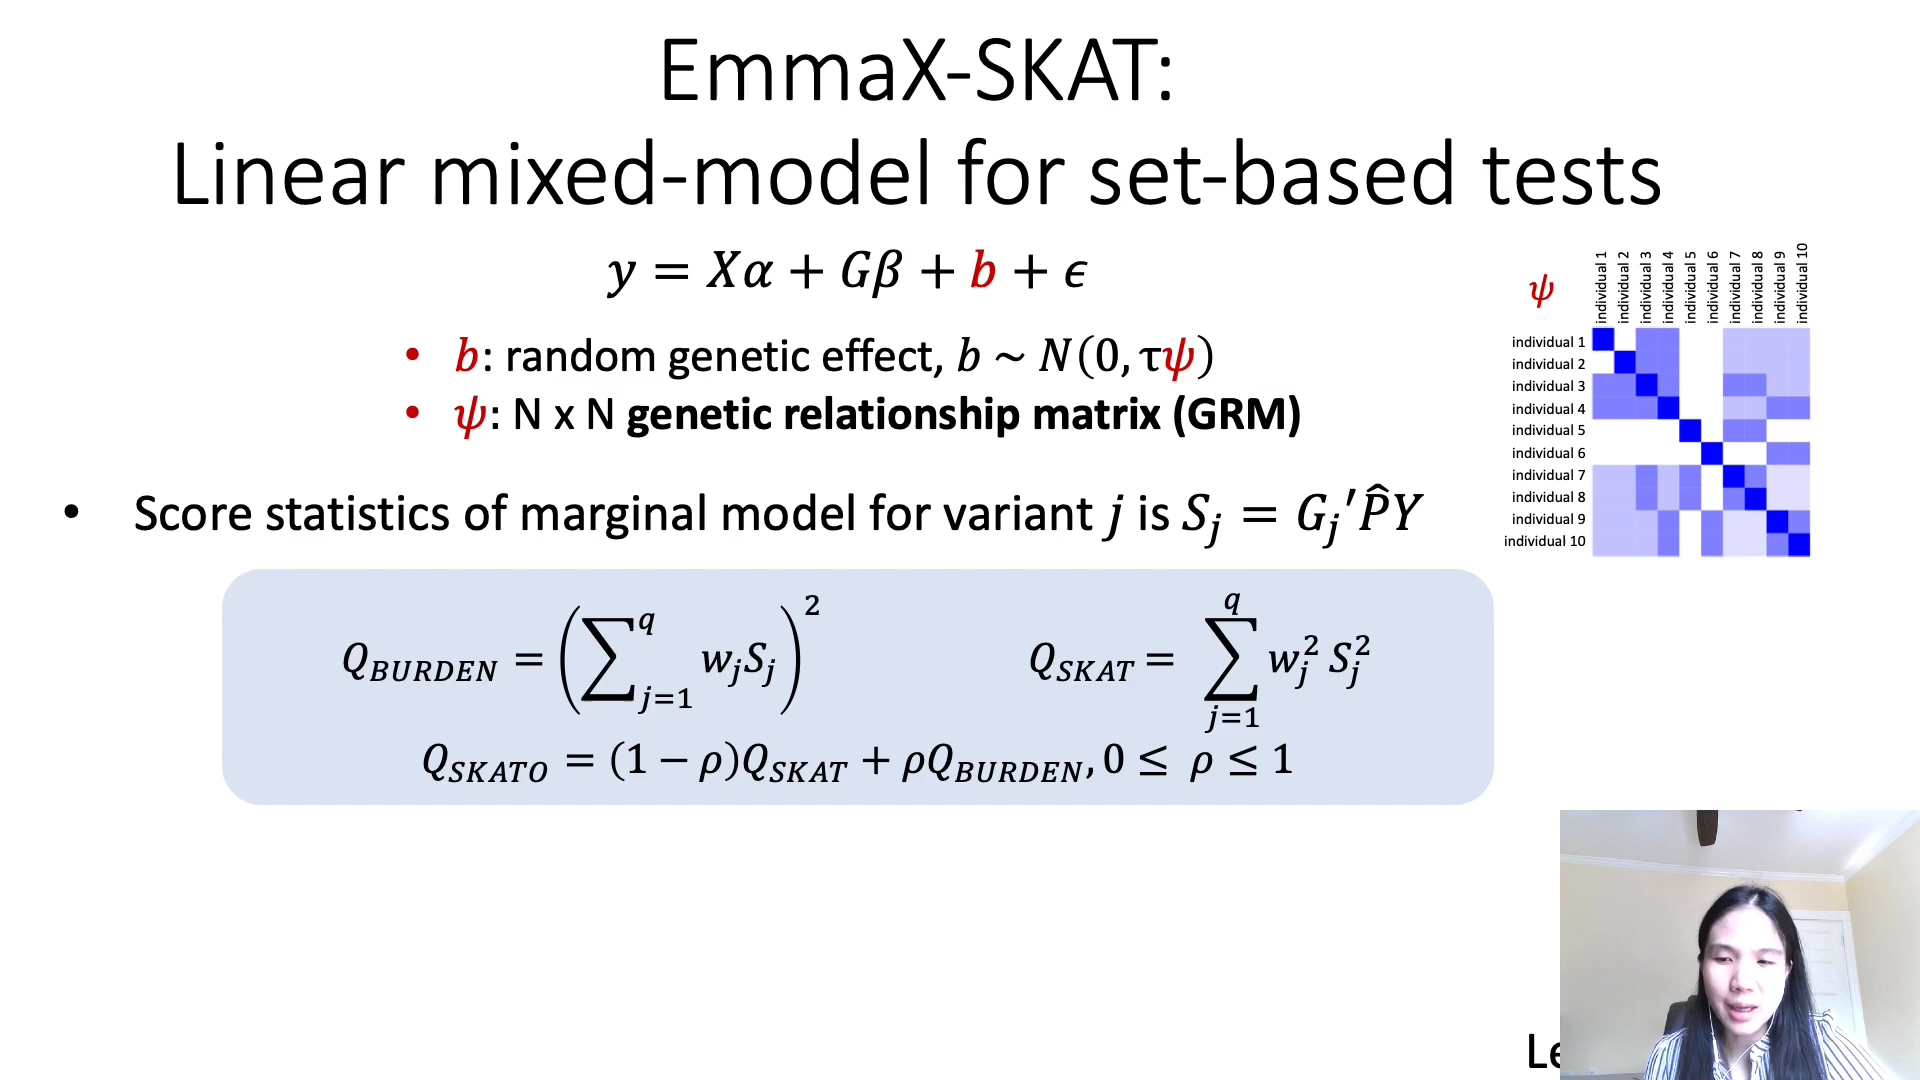 EmmaX-SKAT:
Linear mixed-model for set-based tests
y = Xα + Gβ + b + ϵ
• b: random genetic effect, b ~ N(0, τψ)
• ψ: N x N genetic relationship matrix (GRM)
ψ
individual 1 individual 2 individual 3 individual 4 individual 5 individual 6 individual 7 individual 8 individual 9 individual 10
individual 1
individual 2
individual 3
individual 4
individual 5
individual 6
individual 7
individual 8
individual 9
individual 10
• Score statistics of marginal model for variant j is S_j = G_j′P̂Y
Q_BURDEN = (∑_{j=1}^{q} w_j S_j)^2
Q_SKAT = ∑_{j=1}^{q} w_j^2 S_j^2
Q_SKATO = (1 − ρ)Q_SKAT + ρQ_BURDEN, 0 ≤ ρ ≤ 1